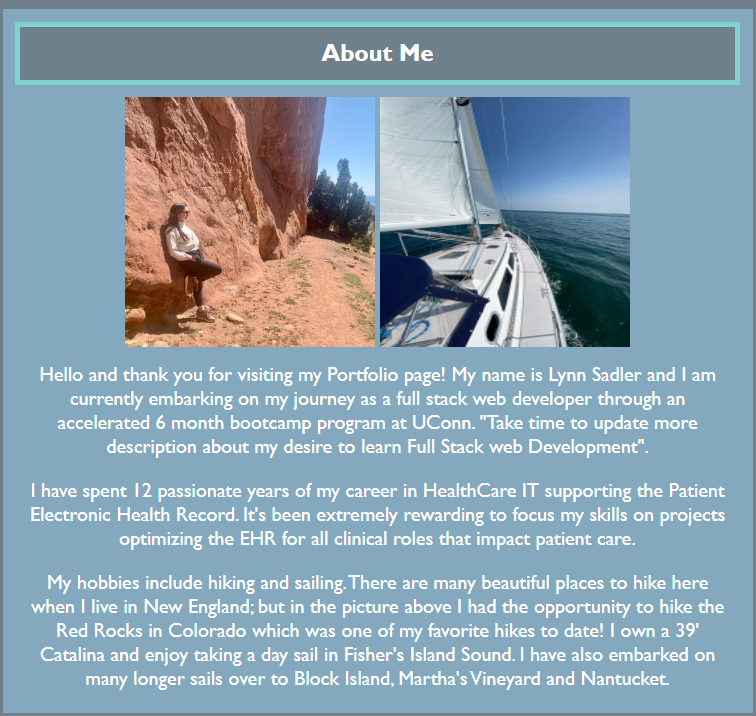 About Me
Hello and thank you for visiting my Portfolio page! My name is Lynn Sadler and I am
currently embarking on my journey as a full stack web developer through an
accelerated 6 month bootcamp program at UConn. "Take time to update more
description about my desire to learn Full Stack web Development".
I have spent 12 passionate years of my career in HealthCare IT supporting the Patient
Electronic Health Record. It's been extremely rewarding to focus my skills on projects
optimizing the EHR for all clinical roles that impact patient care.
My hobbies include hiking and sailing. There are many beautiful places to hike here
when I live in New England; but in the picture above I had the opportunity to hike the
Red Rocks in Colorado which was one of my favorite hikes to date! I own a 39'
Catalina and enjoy taking a day sail in Fisher's Island Sound. I have also embarked on
many longer sails over to Block Island, Martha's Vineyard and Nantucket.